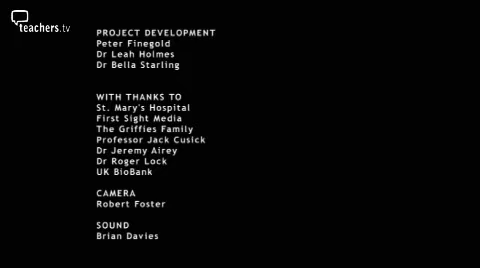 teachers.tv
PROJECT DEVELOPMENT
Peter Finegold
Dr Leah Holmes
Dr Bella Starling
WITH THANKS TO
St. Mary's Hospital
First Sight Media
The Griffies Family
Professor Jack Cusick
Dr Jeremy Airey
Dr Roger Lock
UK BioBank
CAMERA
Robert Foster
SOUND
Brian Davies